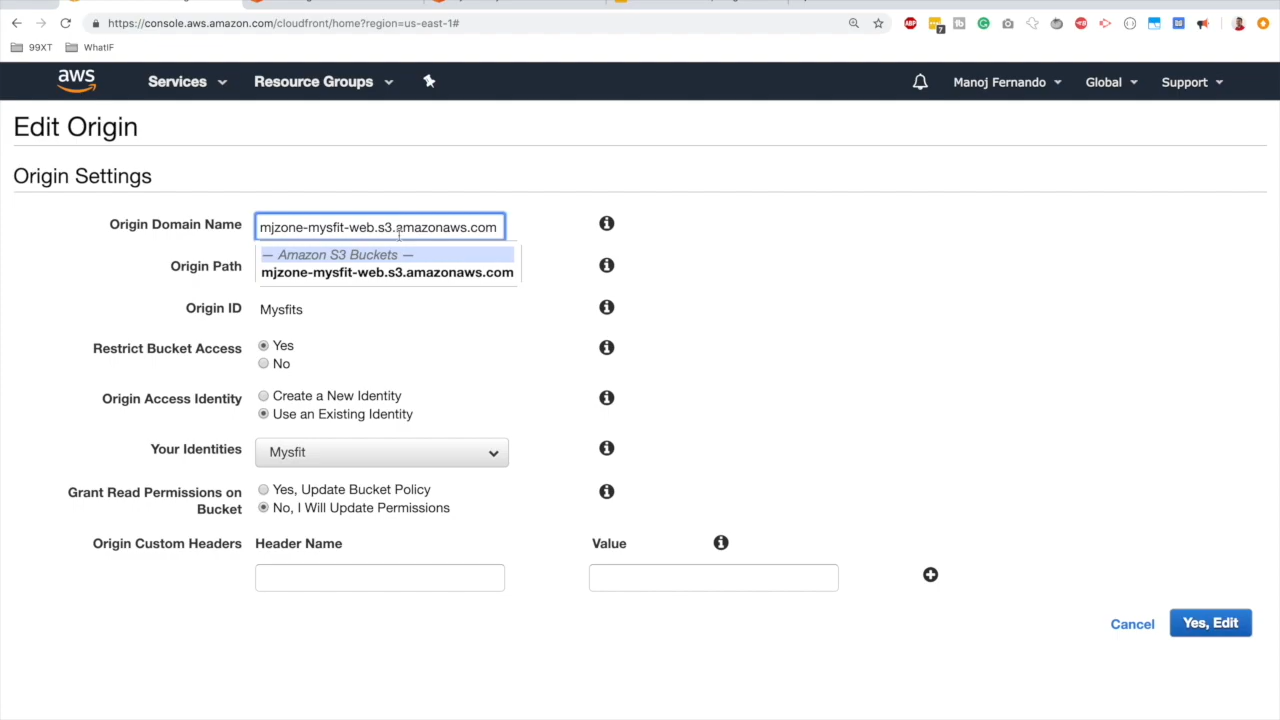 https://console.aws.amazon.com/cloudfront/home?region=us-east-1#
ABP
7
99XT
WhatIF
aws
Services
Resource Groups
Manoj Fernando
Global
Support
Edit Origin
Origin Settings
Origin Domain Name
mjzone-mysfit-web.s3.amazonaws.com
— Amazon S3 Buckets —
mjzone-mysfit-web.s3.amazonaws.com
Origin Path
Origin ID
Mysfits
Restrict Bucket Access
Yes
No
Origin Access Identity
Create a New Identity
Use an Existing Identity
Your Identities
Mysfit
Grant Read Permissions on
Bucket
Yes, Update Bucket Policy
No, I Will Update Permissions
Origin Custom Headers
Header Name
Value
Cancel
Yes, Edit